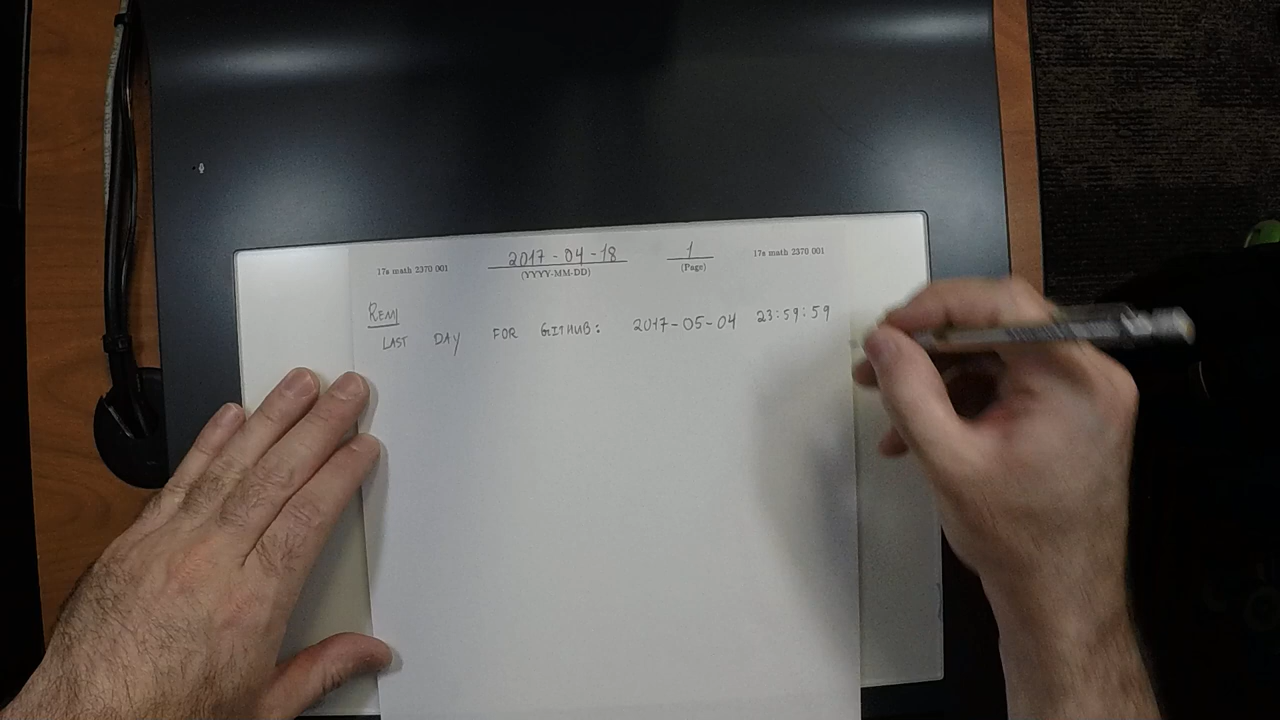 17s math 2370 001 2017-04-18 1 17s math 2370 001
(YYYY-MM-DD) (Page)
REM
LAST DAY FOR GITHUB: 2017-05-04 23:59:59